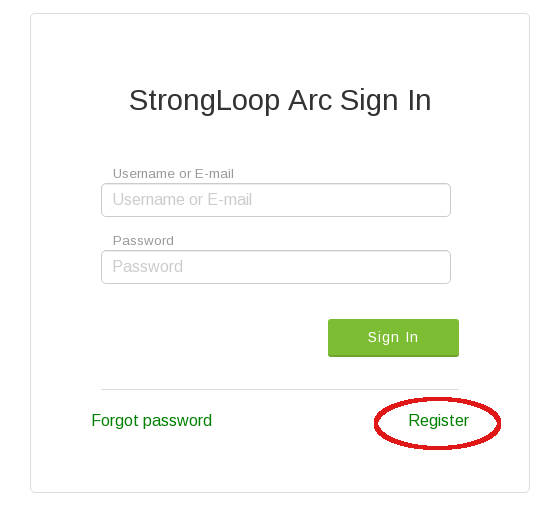 StrongLoop Arc Sign In
Username or E-mail
Username or E-mail
Password
Password
Sign In
Forgot password Register